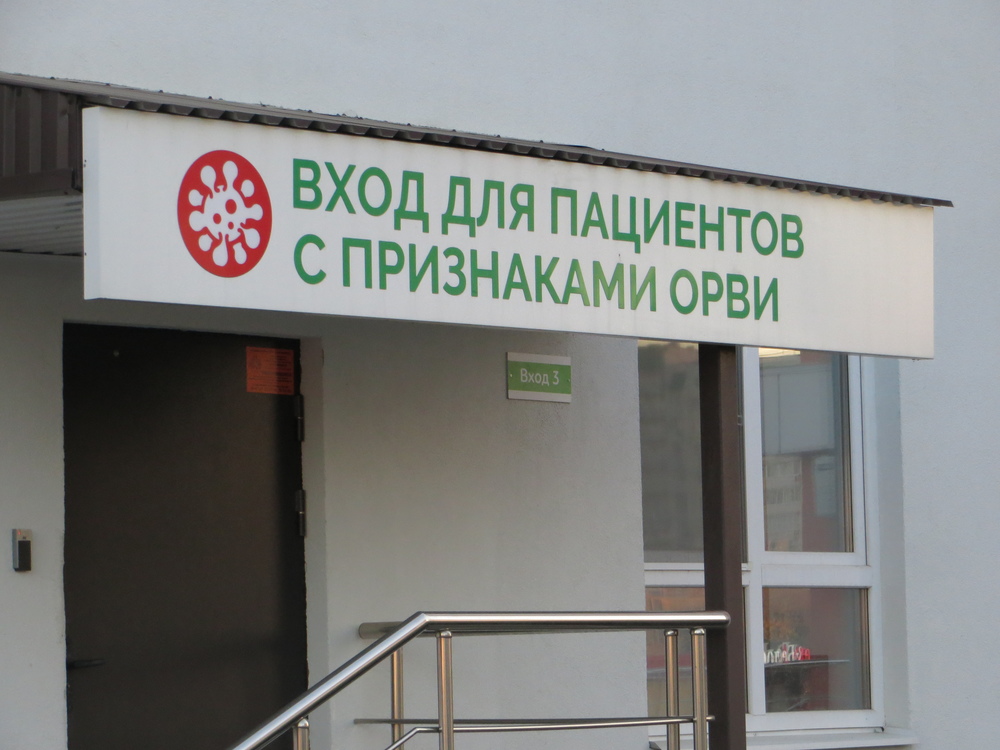 ВХОД ДЛЯ ПАЦИЕНТОВ
С ПРИЗНАКАМИ ОРВИ
Вход 3